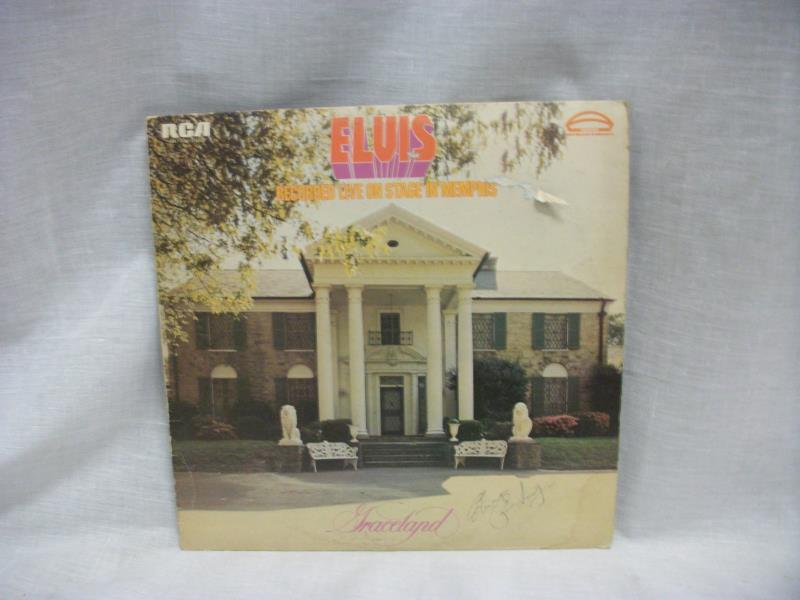 RCA
ELVIS
RECORDED LIVE ON STAGE IN MEMPHIS
Graceland